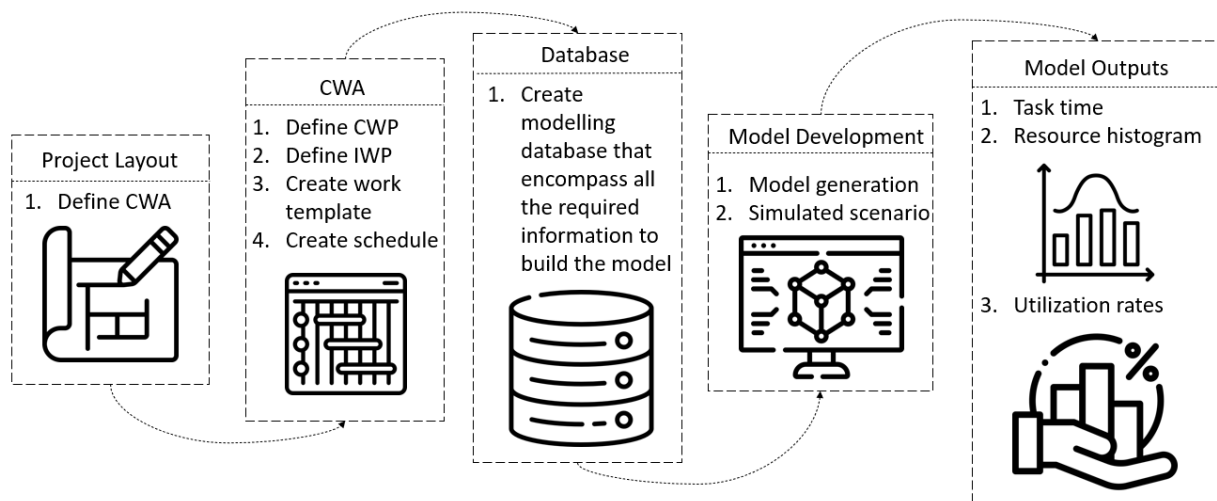 Project Layout
1. Define CWA
CWA
1. Define CWP
2. Define IWP
3. Create work
template
4. Create schedule
Database
1. Create
modelling
database that
encompass all
the required
information to
build the model
Model Development
1. Model generation
2. Simulated scenario
Model Outputs
1. Task time
2. Resource histogram
3. Utilization rates
%